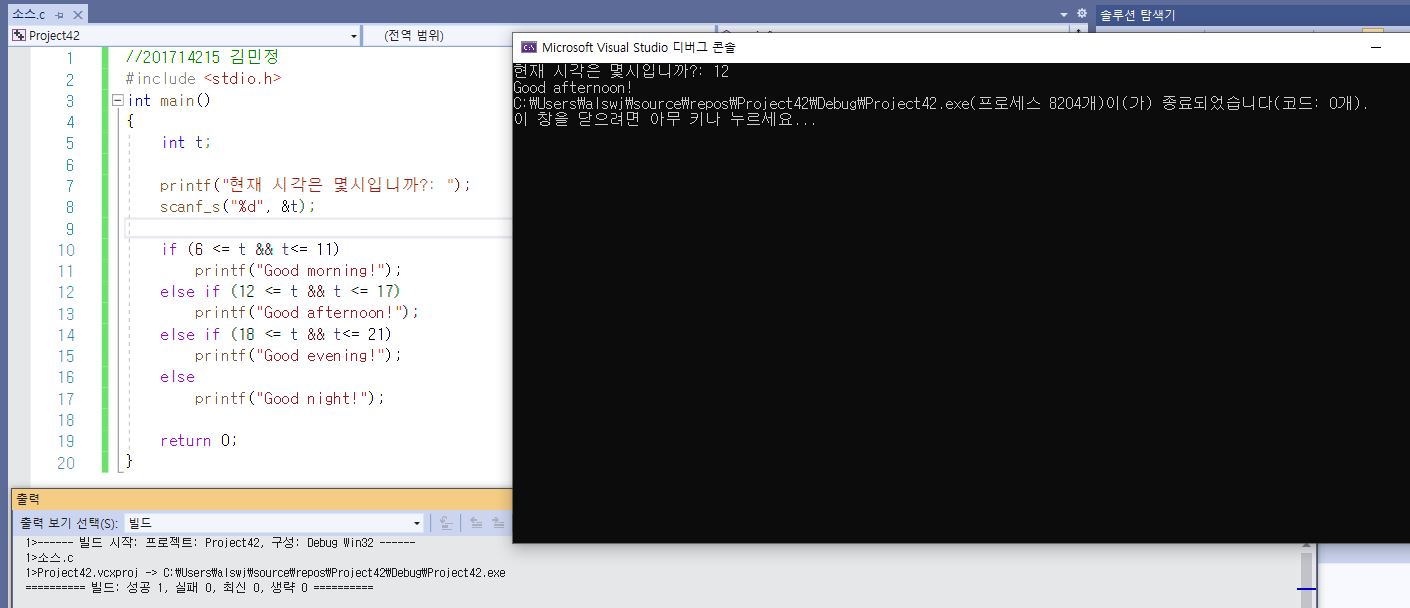 소스.c
솔루션 탐색기
Project42
(전역 범위)
1 //201714215 김민정
2 #include <stdio.h>
3 int main()
4 {
5 int t;
6
7 printf("현재 시각은 몇시입니까?: ");
8 scanf_s("%d", &t);
9
10 if (6 <= t && t<= 11)
11 printf("Good morning!");
12 else if (12 <= t && t <= 17)
13 printf("Good afternoon!");
14 else if (18 <= t && t<= 21)
15 printf("Good evening!");
16 else
17 printf("Good night!");
18
19 return 0;
20 }
Microsoft Visual Studio 디버그 콘솔
현재 시각은 몇시입니까?: 12
Good afternoon!
C:\Users\alswj\source\repos\Project42\Debug\Project42.exe(프로세스 8204개)이(가) 종료되었습니다(코드: 0개).
이 창을 닫으려면 아무 키나 누르세요...
출력
출력 보기 선택(S): 빌드
1>------ 빌드 시작: 프로젝트: Project42, 구성: Debug Win32 ------
1>소스.c
1>Project42.vcxproj -> C:\Users\alswj\source\repos\Project42\Debug\Project42.exe
========== 빌드: 성공 1, 실패 0, 최신 0, 생략 0 ==========